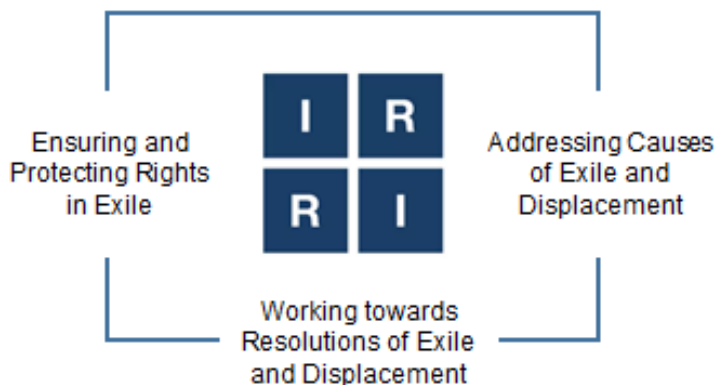 I R
R I
Ensuring and
Protecting Rights
in Exile
Addressing Causes
of Exile and
Displacement
Working towards
Resolutions of Exile
and Displacement